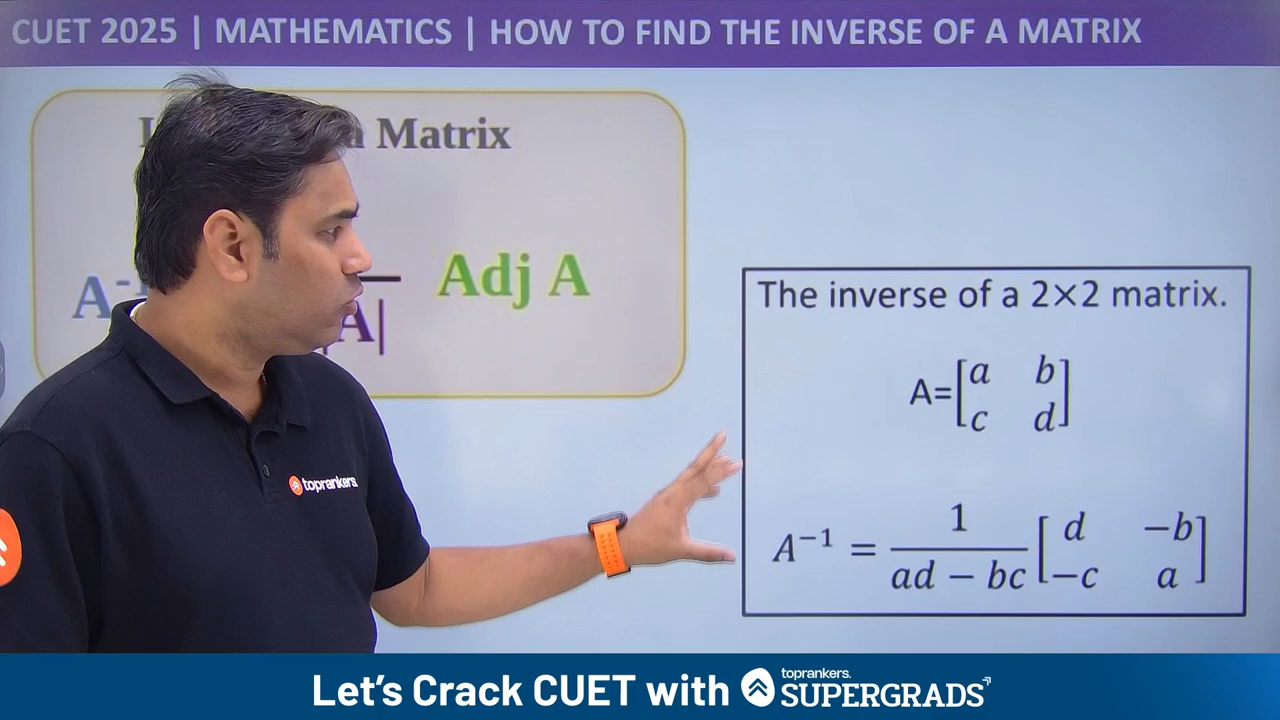 CUET 2025 | MATHEMATICS | HOW TO FIND THE INVERSE OF A MATRIX
a Matrix
A⁻
A|
Adj A
The inverse of a 2×2 matrix.
A=[a b
c d]
A⁻¹ = 1/(ad − bc) [d −b
−c a]
toprankers
Let's Crack CUET with toprankers. SUPERGRADS